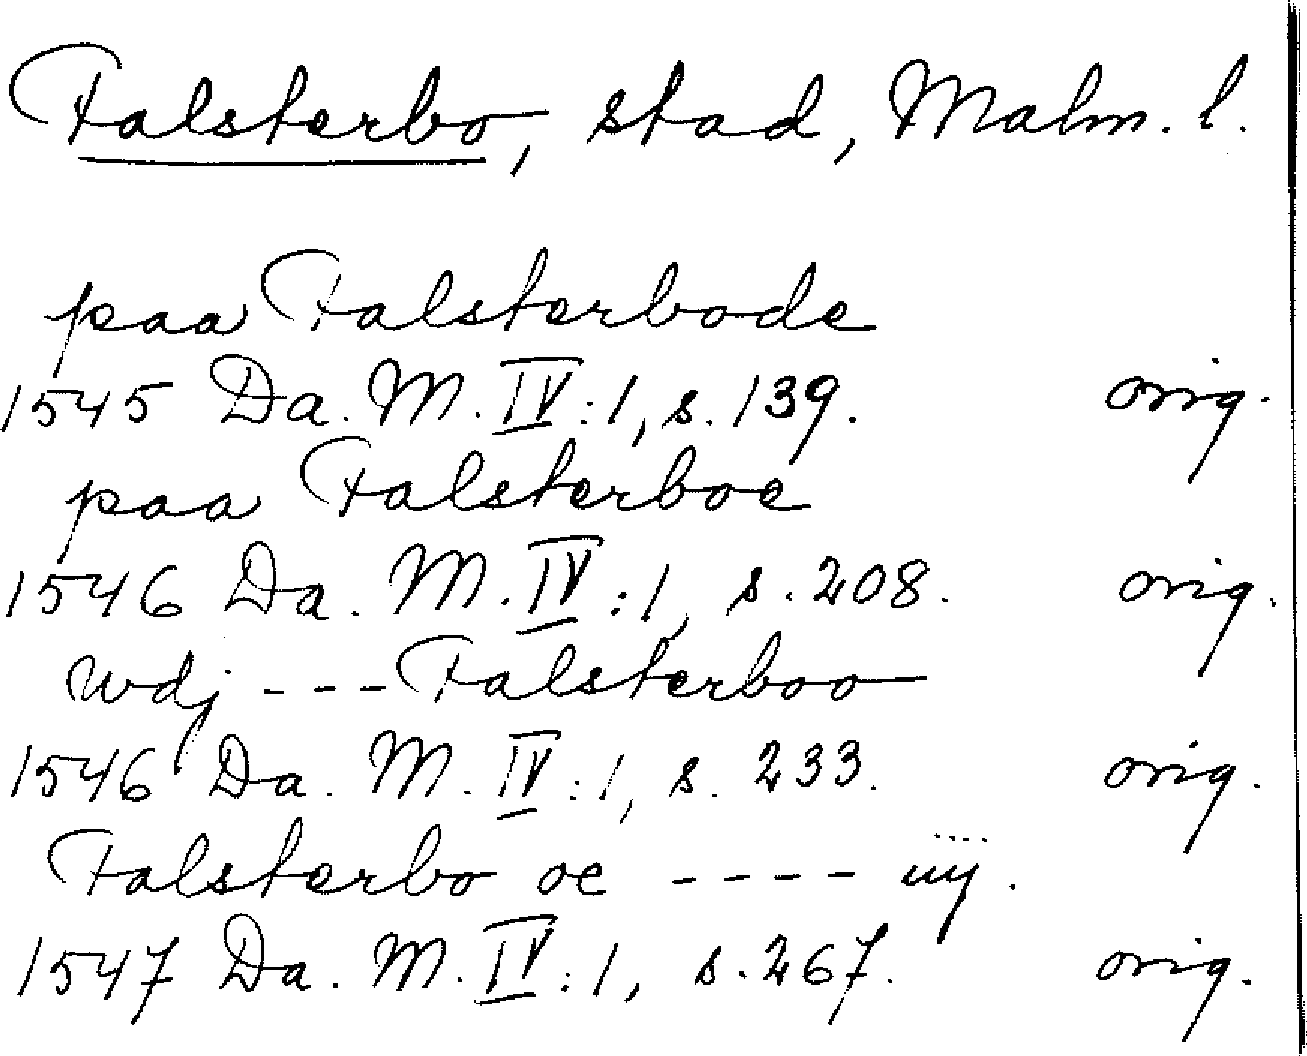 Falsterbo, stad, Malm. l.
paa Falsterbode
1545 Da. M. IV:1, s. 139. orig.
paa Falsterboe
1546 Da. M. IV:1, s. 208. orig.
wdj --- Falsterboo
1546 Da. M. IV:1, s. 233. orig.
Falsterbo oe ---- iiij.
1547 Da. M. IV:1, s. 267. orig.